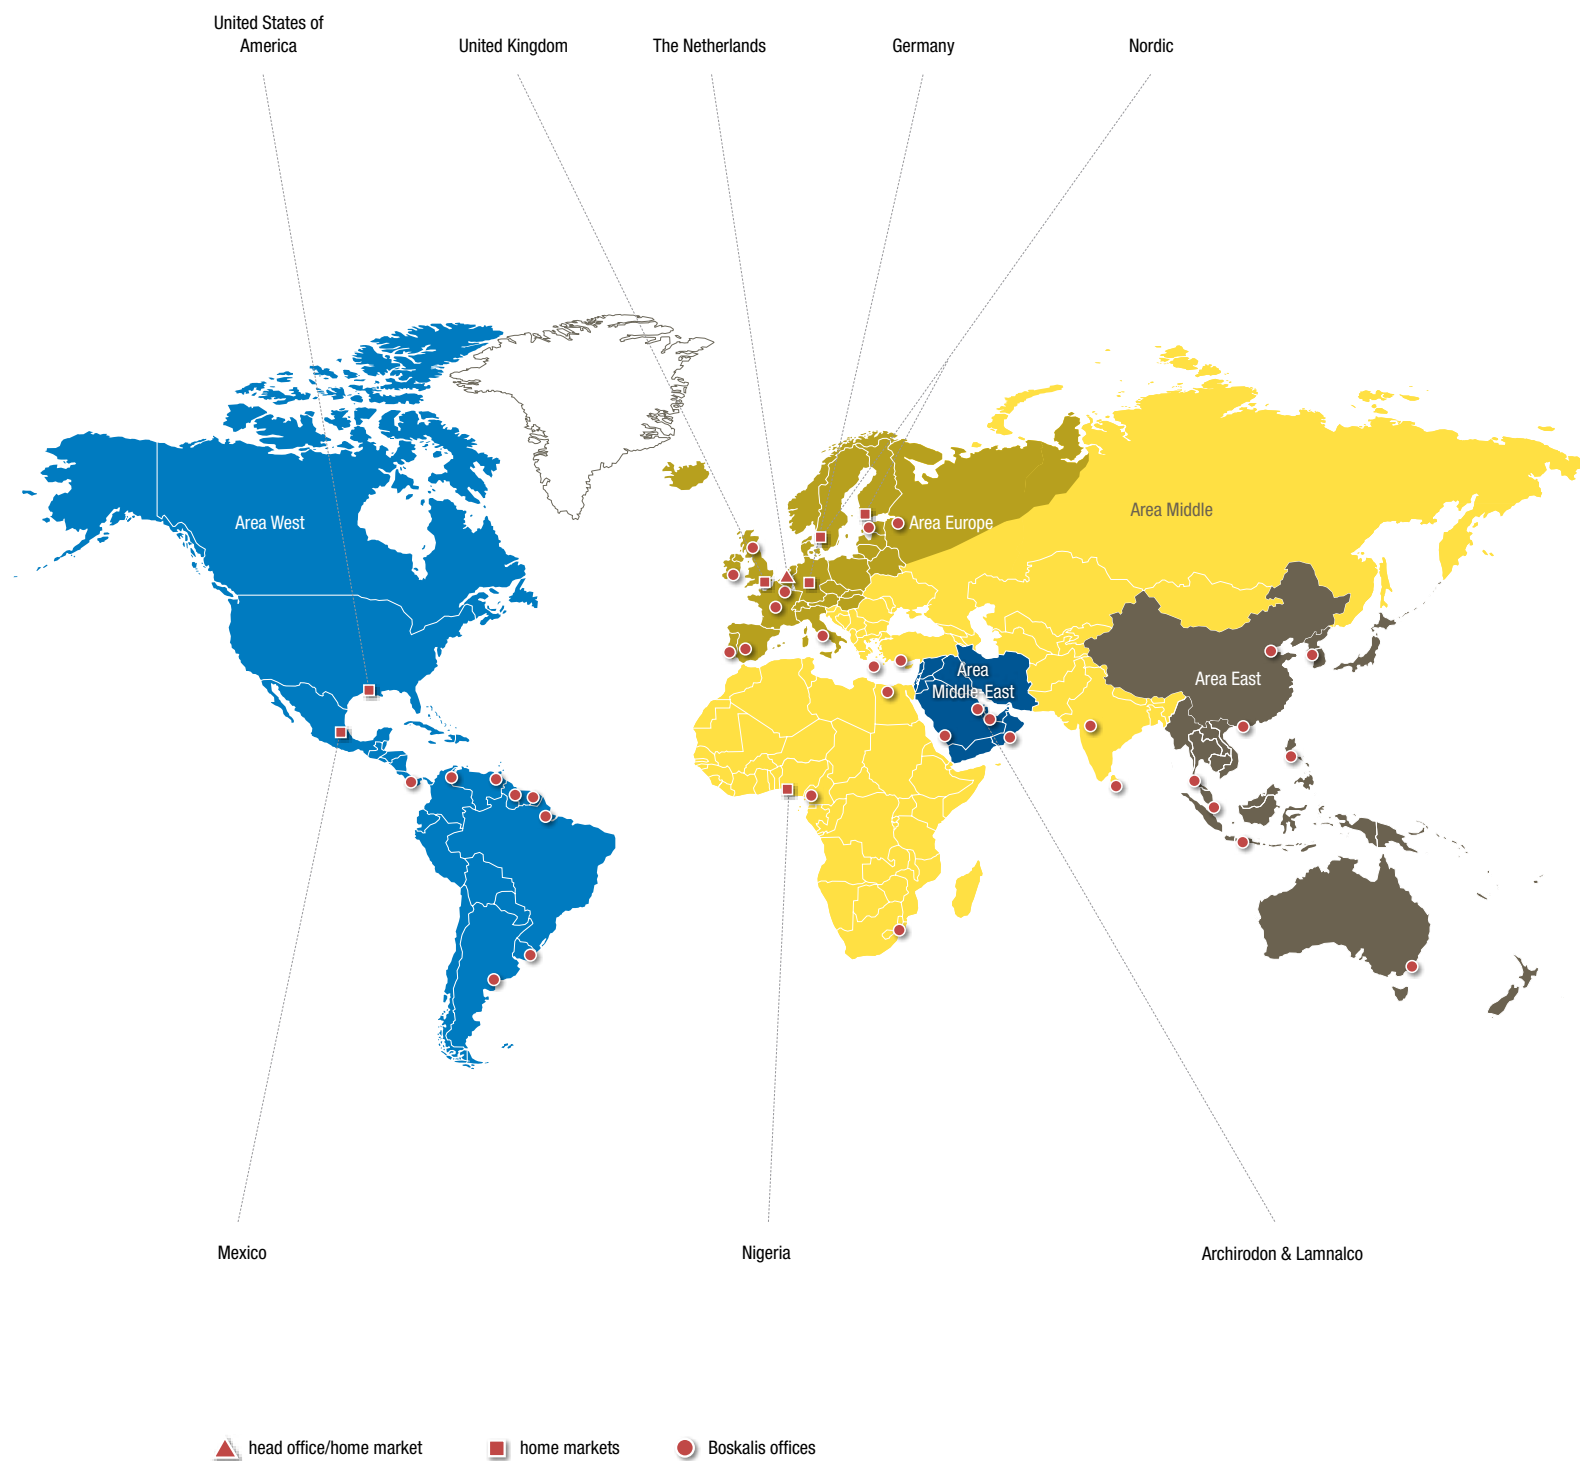 United States of
America
United Kingdom
The Netherlands
Germany
Nordic
Area West
Area Europe
Area Middle
Area
Middle-East
Area East
Mexico
Nigeria
Archirodon & Lamnalco
head office/home market
home markets
Boskalis offices